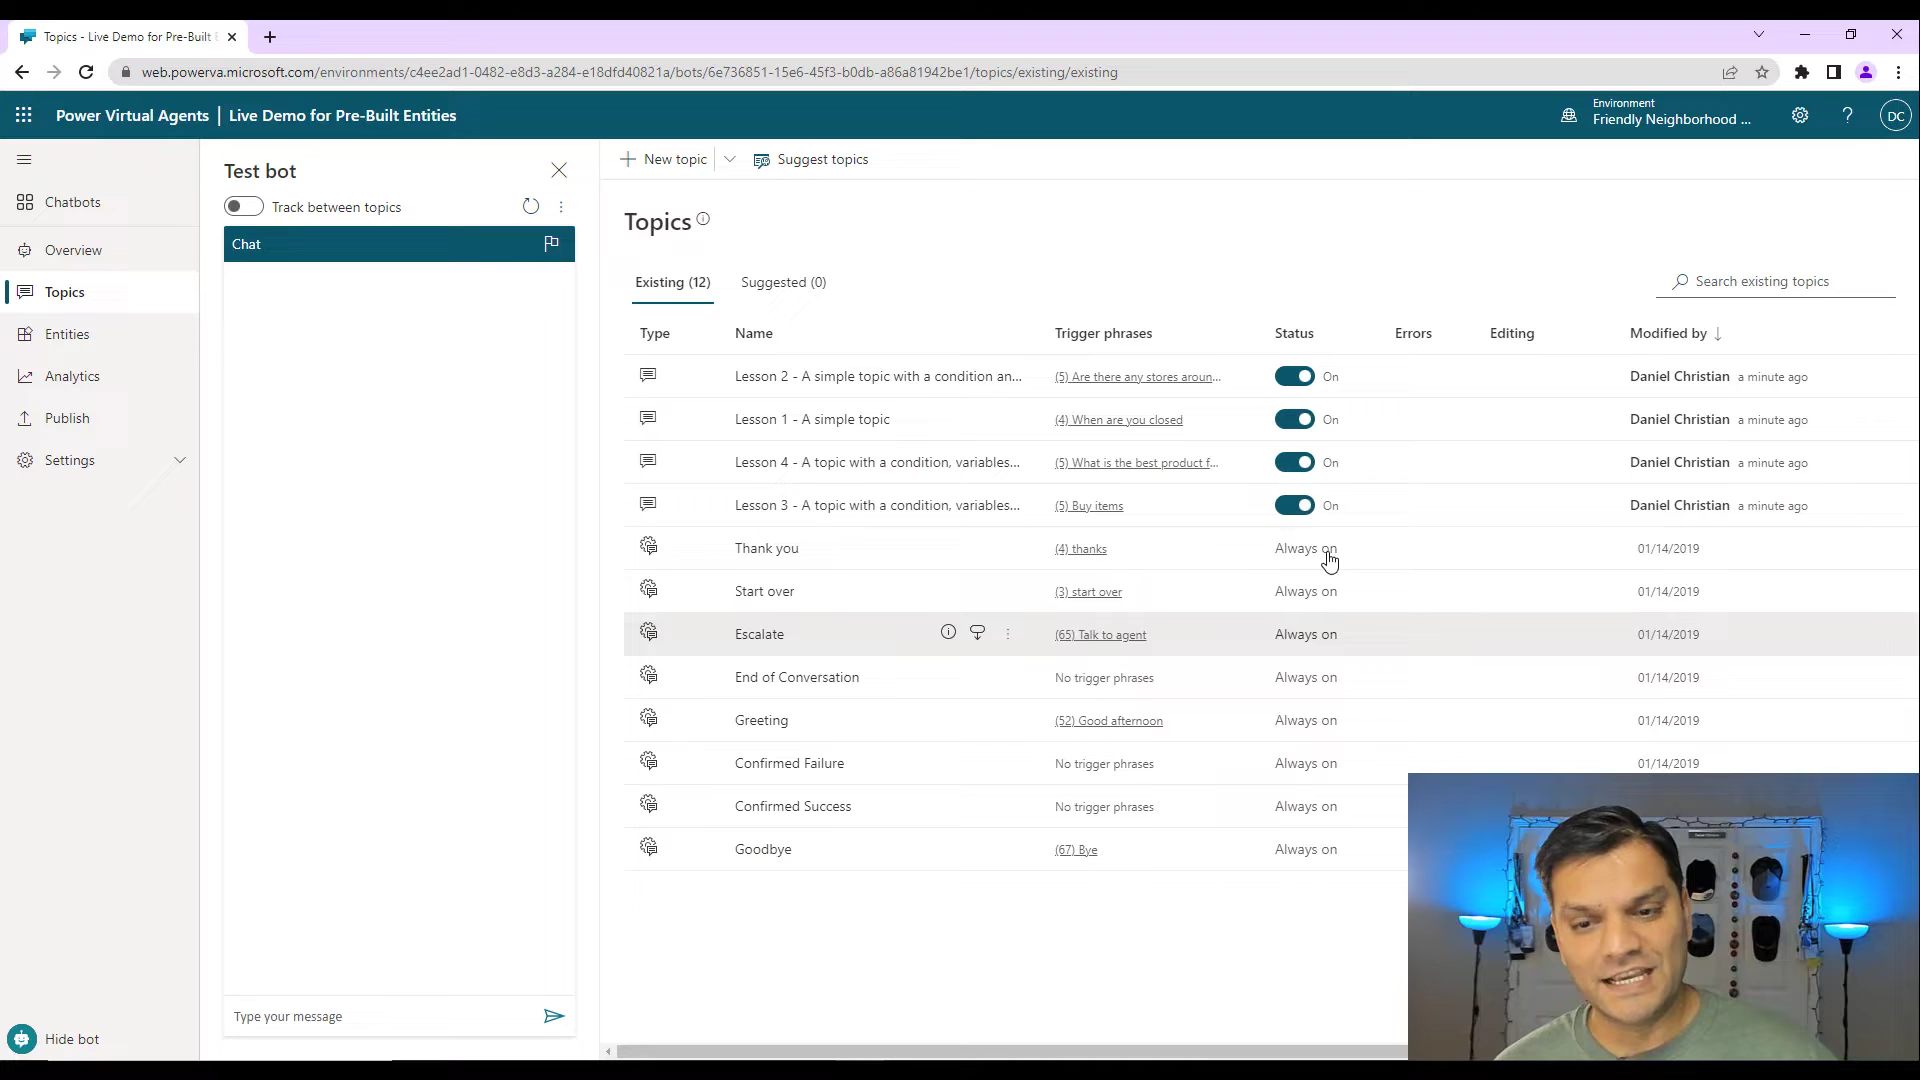 Topics - Live Demo for Pre-Built E
web.powerva.microsoft.com/environments/c4ee2ad1-0482-e8d3-a284-e18dfd40821a/bots/6e736851-15e6-45f3-b0db-a86a81942be1/topics/existing/existing
Power Virtual Agents | Live Demo for Pre-Built Entities
Environment
Friendly Neighborhood ...
DC
Chatbots
Overview
Topics
Entities
Analytics
Publish
Settings
Hide bot
Test bot
Track between topics
Chat
Type your message
New topic
Suggest topics
Topics
Existing (12)
Suggested (0)
Search existing topics
Type Name Trigger phrases Status Errors Editing Modified by
Lesson 2 - A simple topic with a condition an... (5) Are there any stores aroun... On Daniel Christian a minute ago
Lesson 1 - A simple topic (4) When are you closed On Daniel Christian a minute ago
Lesson 4 - A topic with a condition, variables... (5) What is the best product f... On Daniel Christian a minute ago
Lesson 3 - A topic with a condition, variables... (5) Buy items On Daniel Christian a minute ago
Thank you (4) thanks Always on 01/14/2019
Start over (3) start over Always on 01/14/2019
Escalate (65) Talk to agent Always on 01/14/2019
End of Conversation No trigger phrases Always on 01/14/2019
Greeting (52) Good afternoon Always on 01/14/2019
Confirmed Failure No trigger phrases Always on 01/14/2019
Confirmed Success No trigger phrases Always on
Goodbye (67) Bye Always on